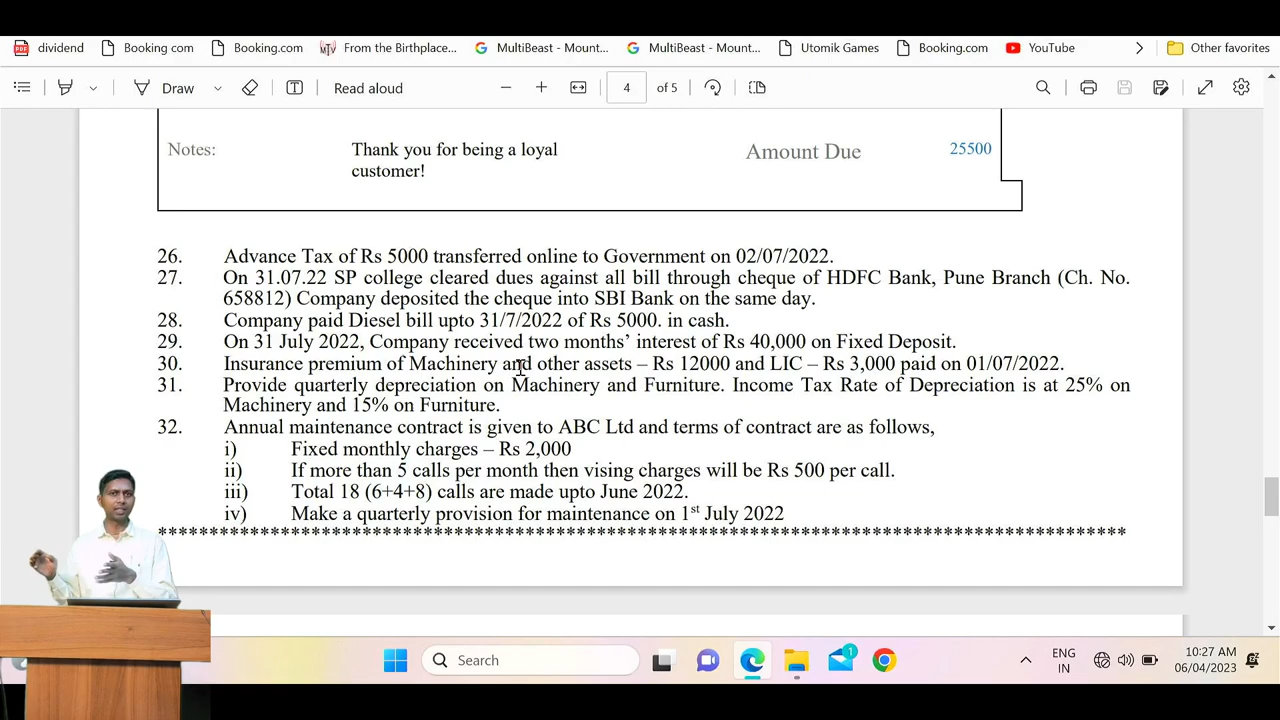 dividend Booking com Booking.com From the Birthplace... MultiBeast - Mount... MultiBeast - Mount... Utomik Games Booking.com YouTube Other favorites
Draw Read aloud 4 of 5
Notes: Thank you for being a loyal Amount Due 25500
customer!
26. Advance Tax of Rs 5000 transferred online to Government on 02/07/2022.
27. On 31.07.22 SP college cleared dues against all bill through cheque of HDFC Bank, Pune Branch (Ch. No.
658812) Company deposited the cheque into SBI Bank on the same day.
28. Company paid Diesel bill upto 31/7/2022 of Rs 5000. in cash.
29. On 31 July 2022, Company received two months' interest of Rs 40,000 on Fixed Deposit.
30. Insurance premium of Machinery and other assets – Rs 12000 and LIC – Rs 3,000 paid on 01/07/2022.
31. Provide quarterly depreciation on Machinery and Furniture. Income Tax Rate of Depreciation is at 25% on
Machinery and 15% on Furniture.
32. Annual maintenance contract is given to ABC Ltd and terms of contract are as follows,
i) Fixed monthly charges – Rs 2,000
ii) If more than 5 calls per month then vising charges will be Rs 500 per call.
iii) Total 18 (6+4+8) calls are made upto June 2022.
iv) Make a quarterly provision for maintenance on 1st July 2022
******************************************************************************************
Search ENG 10:27 AM
IN 06/04/2023